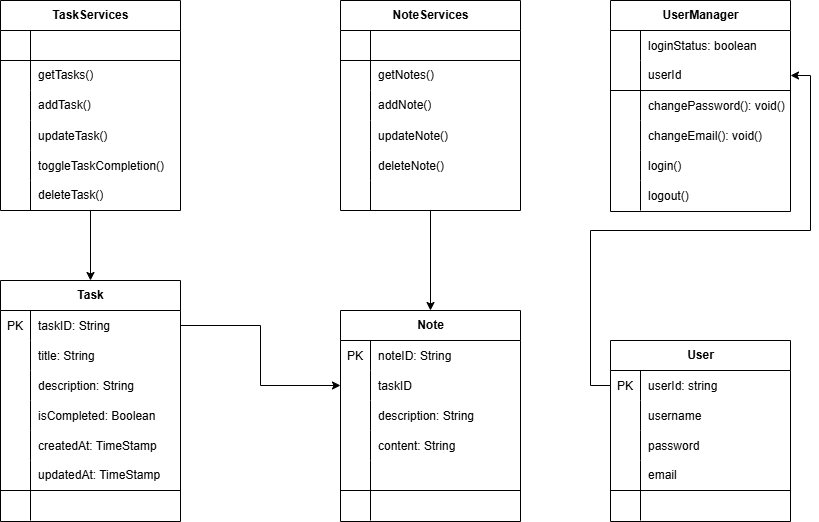 TaskServices
getTasks()
addTask()
updateTask()
toggleTaskCompletion()
deleteTask()
NoteServices
getNotes()
addNote()
updateNote()
deleteNote()
UserManager
loginStatus: boolean
userId
changePassword(): void()
changeEmail(): void()
login()
logout()
Task
PK taskID: String
title: String
description: String
isCompleted: Boolean
createdAt: TimeStamp
updatedAt: TimeStamp
Note
PK noteID: String
taskID
description: String
content: String
User
PK userId: string
username
password
email